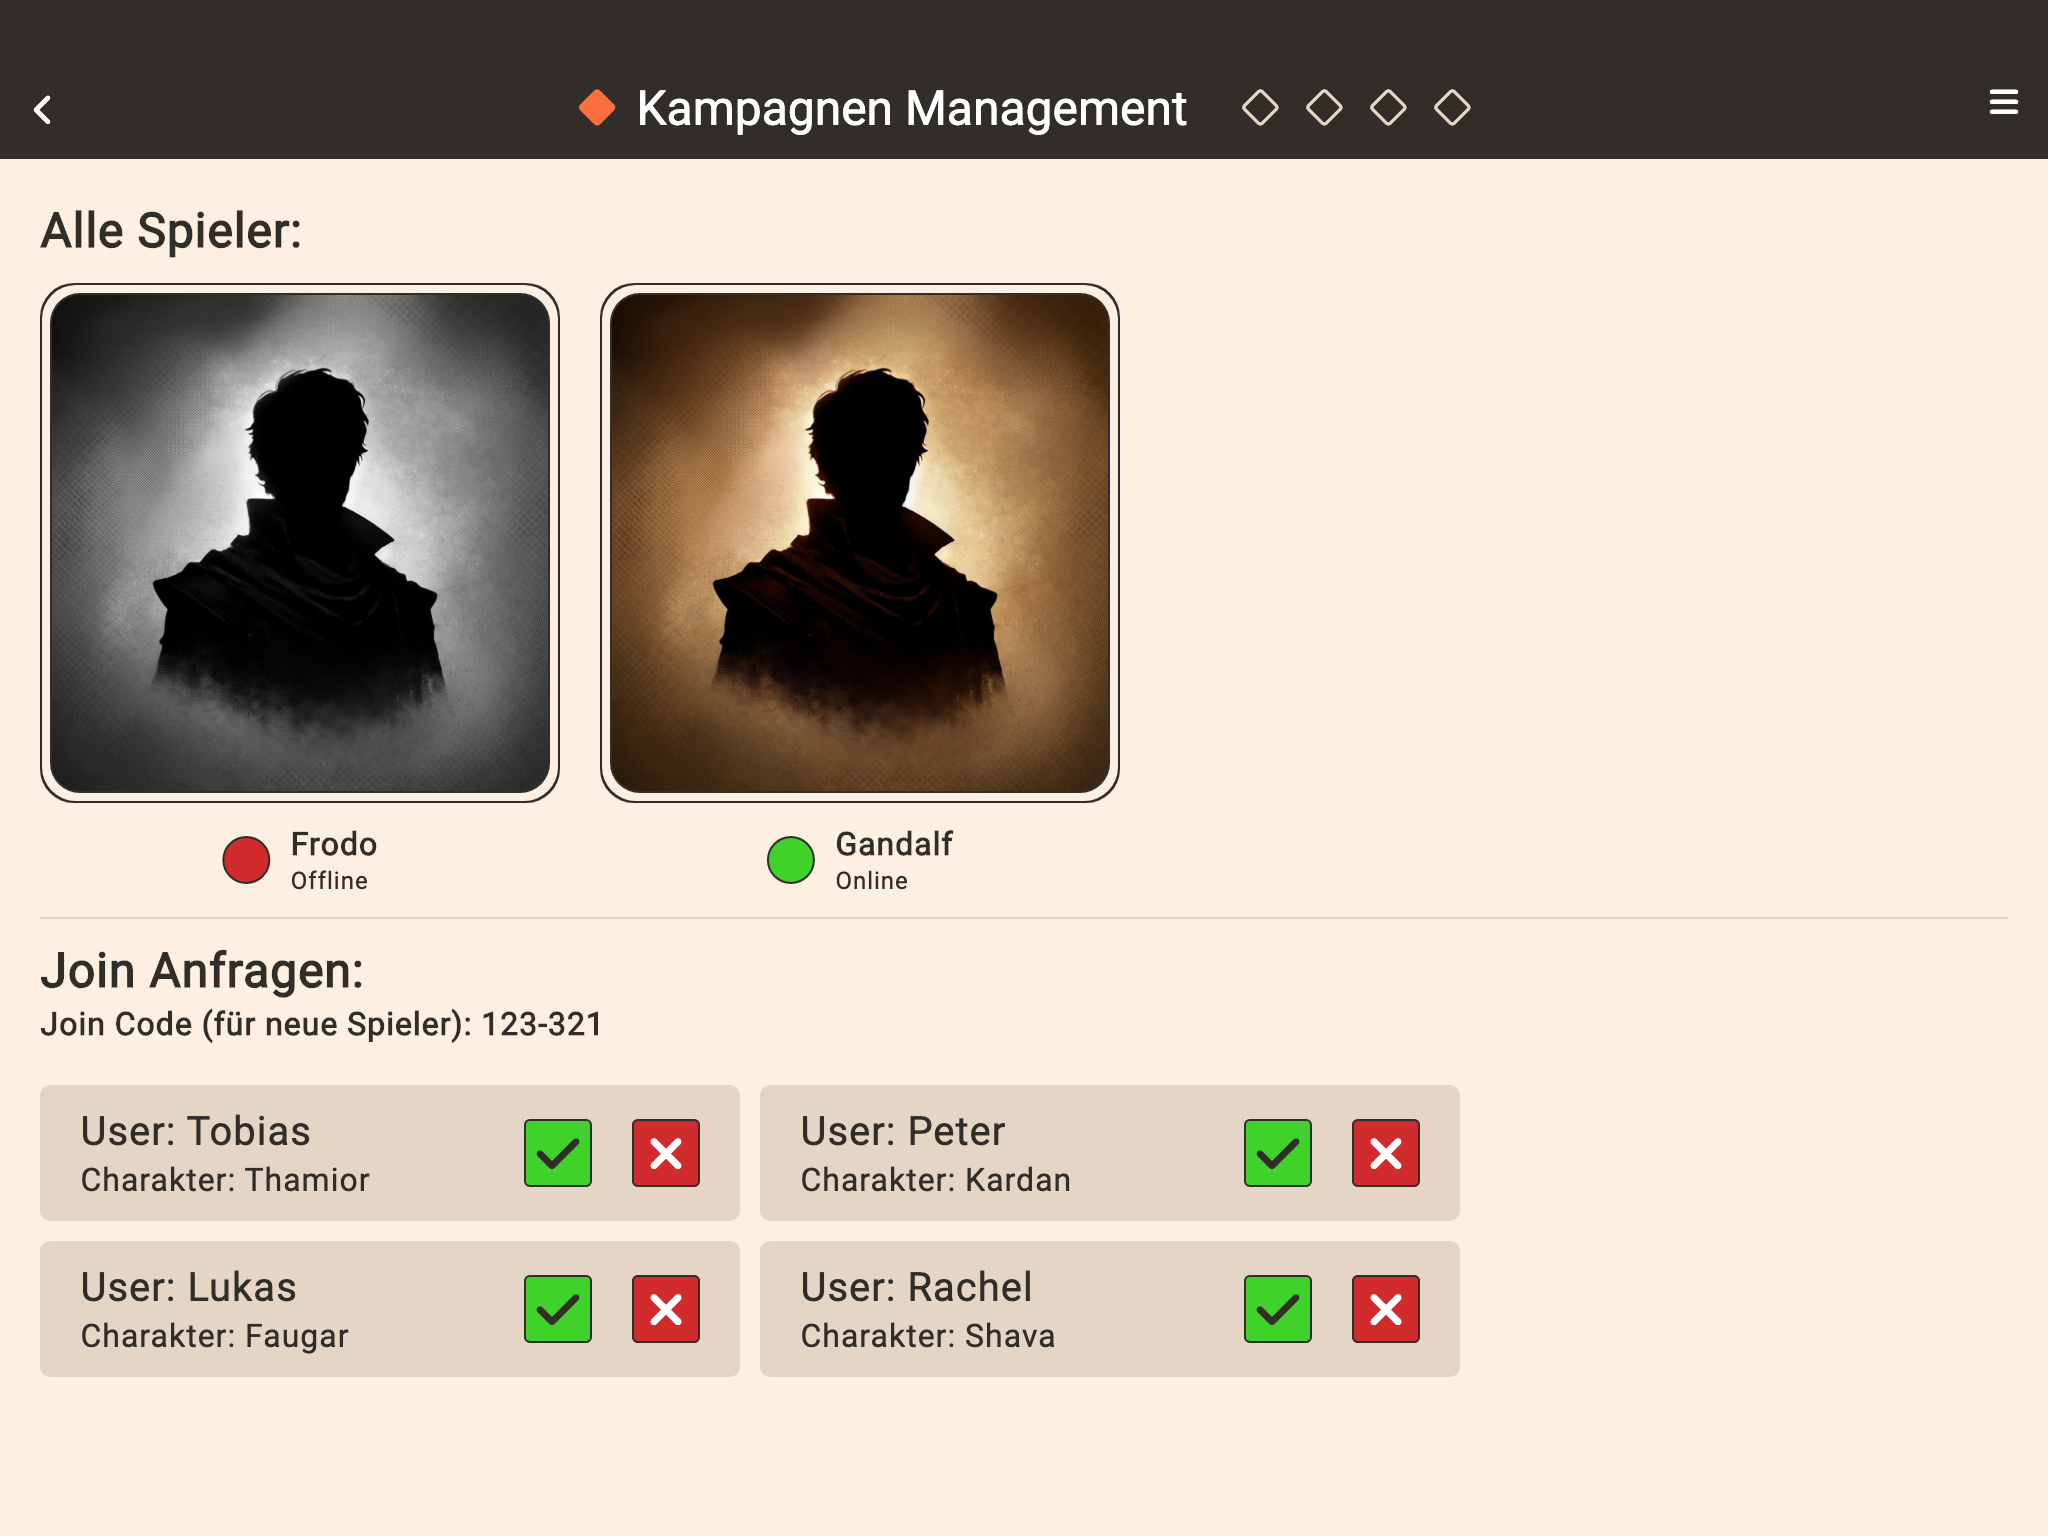 Kampagnen Management
Alle Spieler:
Frodo
Offline
Gandalf
Online
Join Anfragen:
Join Code (für neue Spieler): 123-321
User: Tobias
Charakter: Thamior
User: Peter
Charakter: Kardan
User: Lukas
Charakter: Faugar
User: Rachel
Charakter: Shava